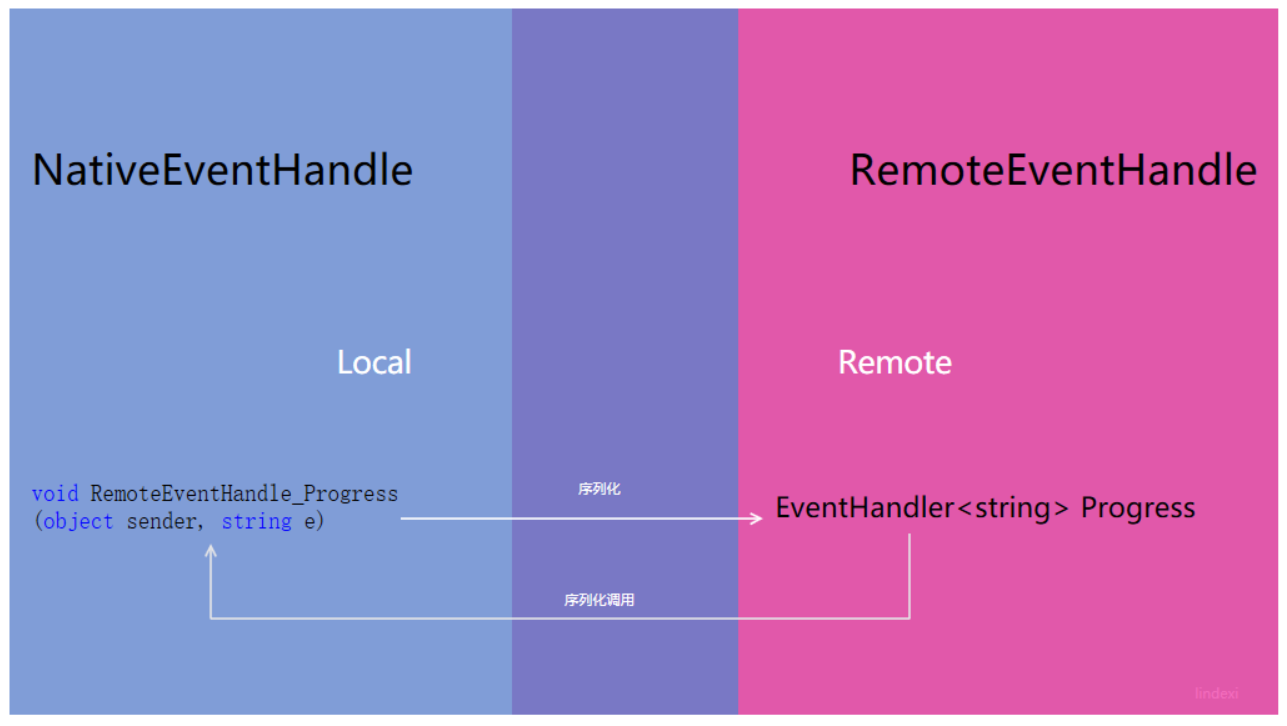 NativeEventHandle
RemoteEventHandle
Local
Remote
void RemoteEventHandle_Progress
(object sender, string e)
序列化
EventHandler<string> Progress
序列化调用
lindexi